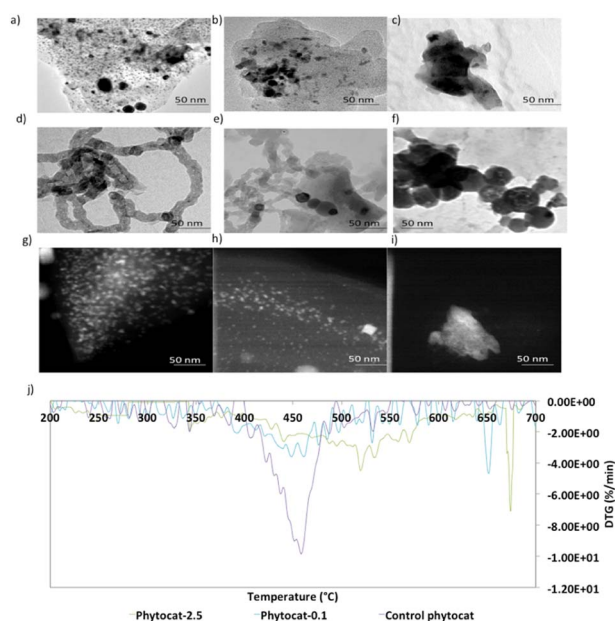 a) b) c)
50 nm 50 nm 50 nm
d) e) f)
50 nm 50 nm 50 nm
g) h) i)
50 nm 50 nm 50 nm
j)
200 250 300 350 400 450 500 550 600 650 700
0.00E+00
-2.00E+00
-4.00E+00
-6.00E+00
-8.00E+00
-1.00E+01
-1.20E+01
DTG (%/min)
Temperature (°C)
Phytocat-2.5 Phytocat-0.1 Control phytocat